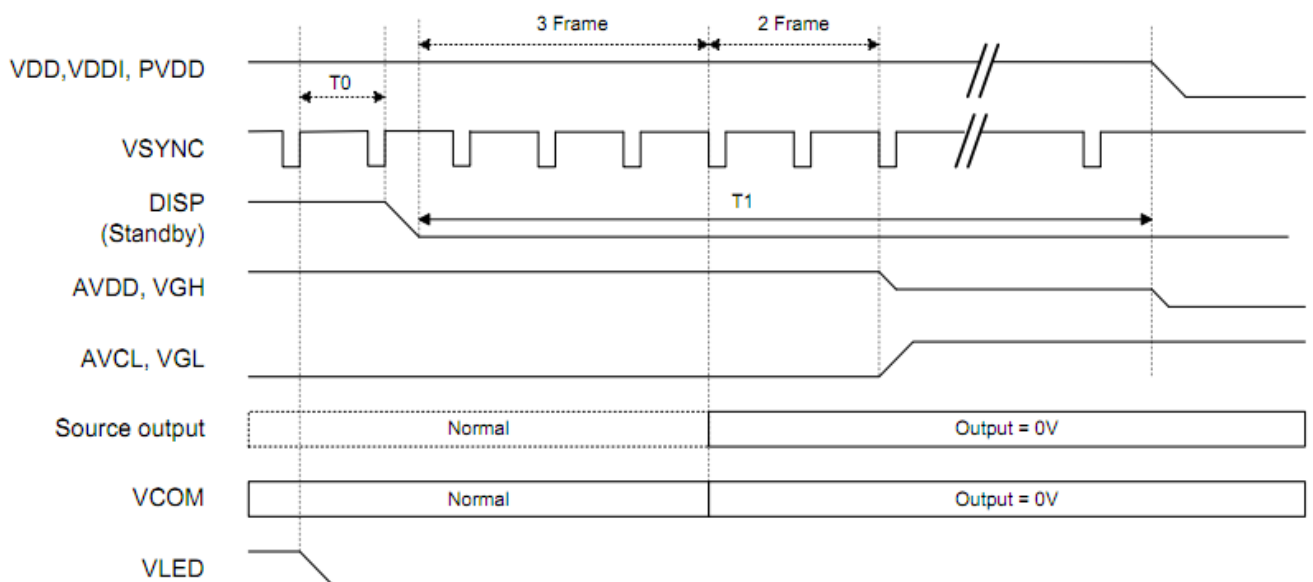 3 Frame
2 Frame
VDD,VDDI, PVDD
T0
VSYNC
DISP
(Standby)
T1
AVDD, VGH
AVCL, VGL
Source output
Normal
Output = 0V
VCOM
Normal
Output = 0V
VLED